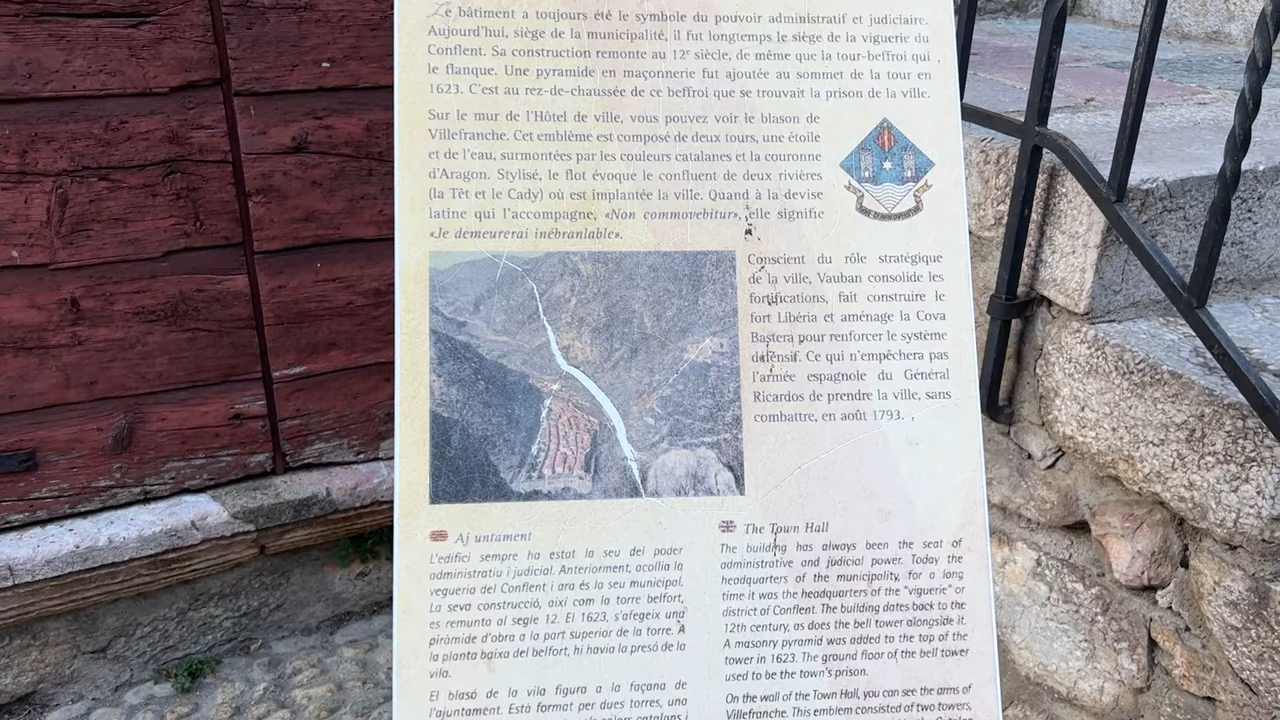 Le bâtiment a toujours été le symbole du pouvoir administratif et judiciaire.
Aujourd'hui, siège de la municipalité, il fut longtemps le siège de la viguerie du
Conflent. Sa construction remonte au 12e siècle, de même que la tour-beffroi qui
le flanque. Une pyramide en maçonnerie fut ajoutée au sommet de la tour en
1623. C'est au rez-de-chaussée de ce beffroi que se trouvait la prison de la ville.
Sur le mur de l'Hôtel de ville, vous pouvez voir le blason de
Villefranche. Cet emblème est composé de deux tours, une étoile
et de l'eau, surmontées par les couleurs catalanes et la couronne
d'Aragon. Stylisé, le flot évoque le confluent de deux rivières
(la Têt et le Cady) où est implantée la ville. Quand à la devise
latine qui l'accompagne, «Non commovebitur», elle signifie
«Je demeurerai inébranlable».
Conscient du rôle stratégique
de la ville, Vauban consolide les
fortifications, fait construire le
fort Libéria et aménage la Cova
Bastera pour renforcer le système
défensif. Ce qui n'empêchera pas
l'armée espagnole du Général
Ricardos de prendre la ville, sans
combattre, en août 1793.
Ajuntament
L'edifici sempre ha estat la seu del poder
administratiu i judicial. Anteriorment, acollia la
vegueria del Conflent i ara és la seu municipal.
La seva construcció, així com la torre belfort,
es remunta al segle 12. El 1623, s'afegeix una
piràmide d'obra a la part superior de la torre. A
la planta baixa del belfort, hi havia la presó de la
vila.
El blasó de la vila figura a la façana de
l'ajuntament. Està format per dues torres, una
colors catalans i
The Town Hall
The building has always been the seat of
administrative and judicial power. Today the
headquarters of the municipality, for a long
time it was the headquarters of the "viguerie" or
district of Conflent. The building dates back to the
12th century, as does the bell tower alongside it.
A masonry pyramid was added to the top of the
tower in 1623. The ground floor of the bell tower
used to be the town's prison.
On the wall of the Town Hall, you can see the arms of
Villefranche. This emblem consisted of two towers,